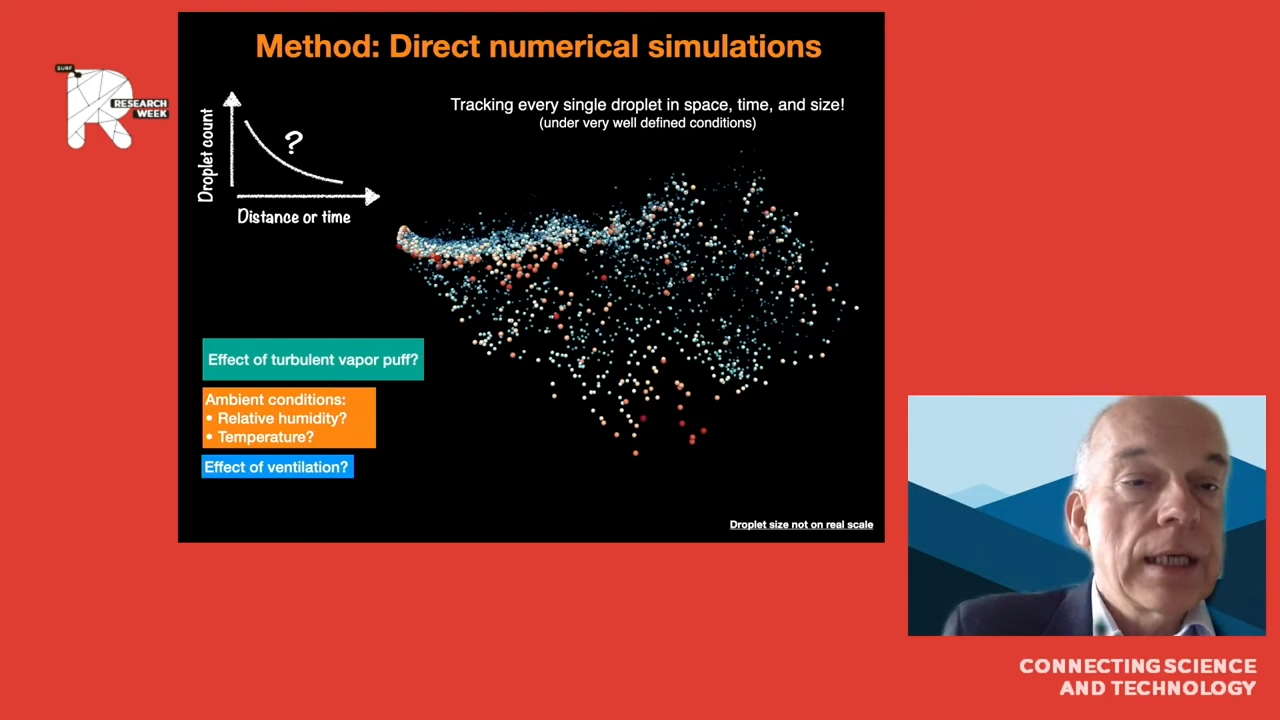 SURF
RESEARCH
WEEK
Method: Direct numerical simulations
Tracking every single droplet in space, time, and size!
(under very well defined conditions)
Droplet count
?
Distance or time
Effect of turbulent vapor puff?
Ambient conditions:
• Relative humidity?
• Temperature?
Effect of ventilation?
Droplet size not on real scale
CONNECTING SCIENCE
AND TECHNOLOGY